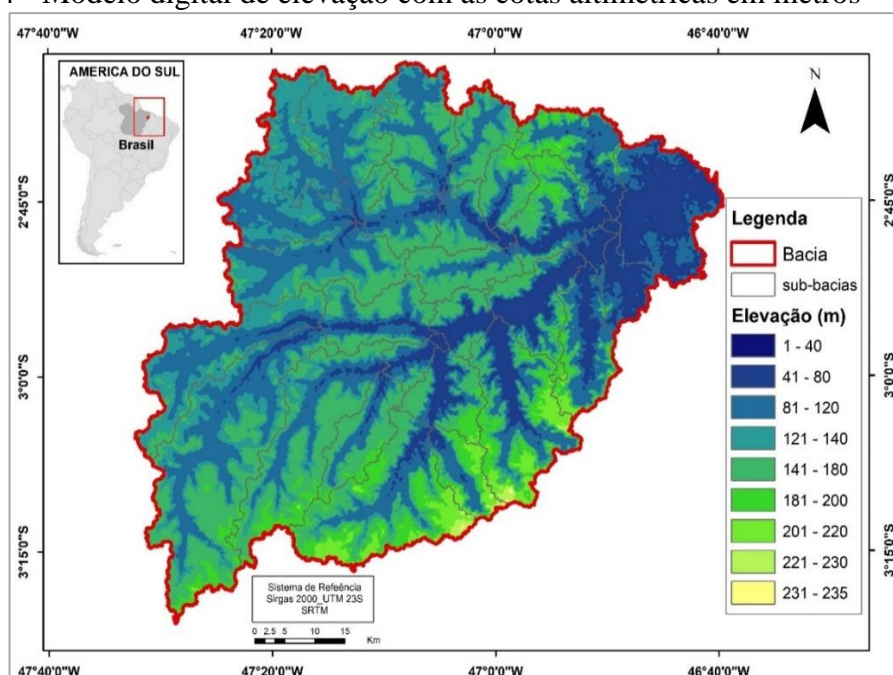 Modelo digital de elevação com as cotas altimétricas em metros
47°40'0"W 47°20'0"W 47°0'0"W 46°40'0"W
AMERICA DO SUL
Brasil
N
2°45'0"S
2°45'0"S
Legenda
Bacia
sub-bacias
Elevação (m)
1 - 40
41 - 80
3°0'0"S
3°0'0"S
81 - 120
121 - 140
141 - 180
181 - 200
201 - 220
3°15'0"S
3°15'0"S
221 - 230
231 - 235
Sistema de Refeência
Sirgas 2000_UTM 23S
SRTM
0 2.5 5 10 15
Km
47°40'0"W 47°20'0"W 47°0'0"W 46°40'0"W